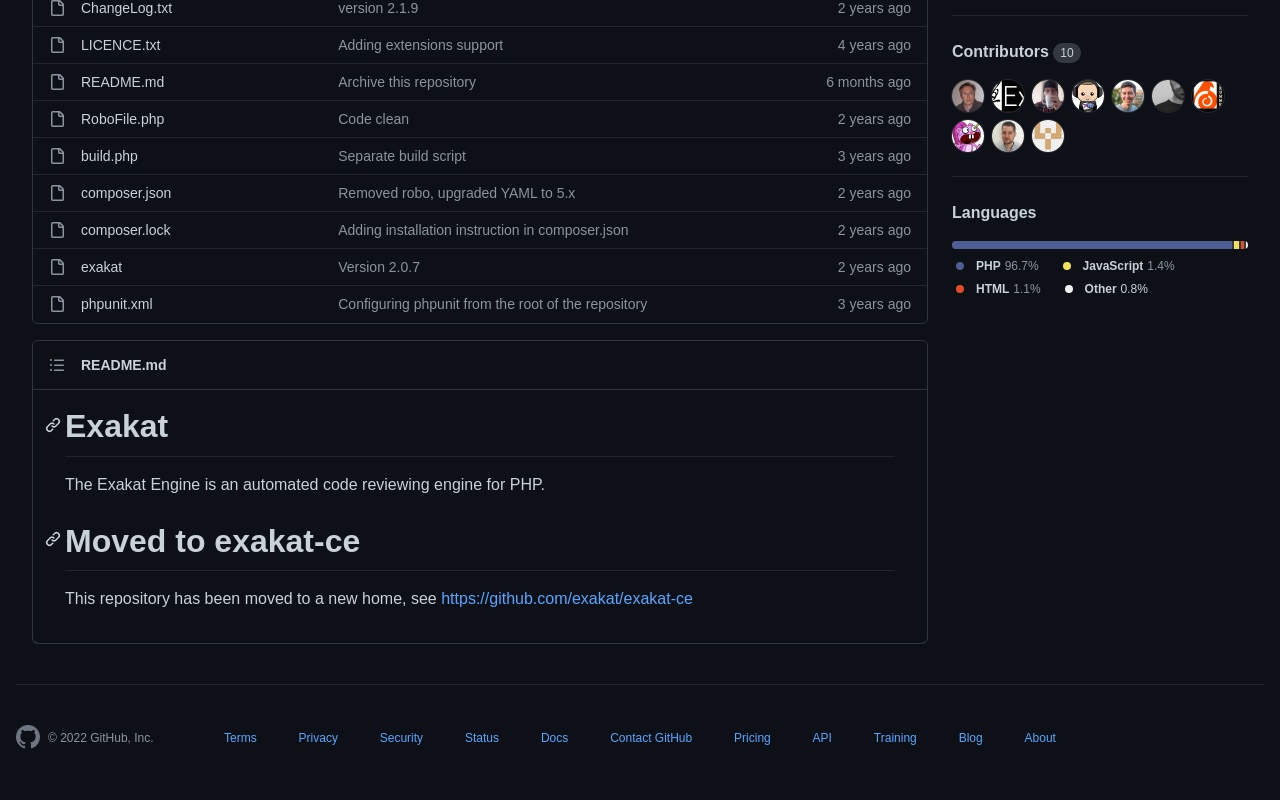 ChangeLog.txt version 2.1.9 2 years ago
LICENCE.txt Adding extensions support 4 years ago
README.md Archive this repository 6 months ago
RoboFile.php Code clean 2 years ago
build.php Separate build script 3 years ago
composer.json Removed robo, upgraded YAML to 5.x 2 years ago
composer.lock Adding installation instruction in composer.json 2 years ago
exakat Version 2.0.7 2 years ago
phpunit.xml Configuring phpunit from the root of the repository 3 years ago
README.md
Exakat
The Exakat Engine is an automated code reviewing engine for PHP.
Moved to exakat-ce
This repository has been moved to a new home, see https://github.com/exakat/exakat-ce
Contributors 10
Languages
PHP 96.7% JavaScript 1.4%
HTML 1.1% Other 0.8%
© 2022 GitHub, Inc. Terms Privacy Security Status Docs Contact GitHub Pricing API Training Blog About